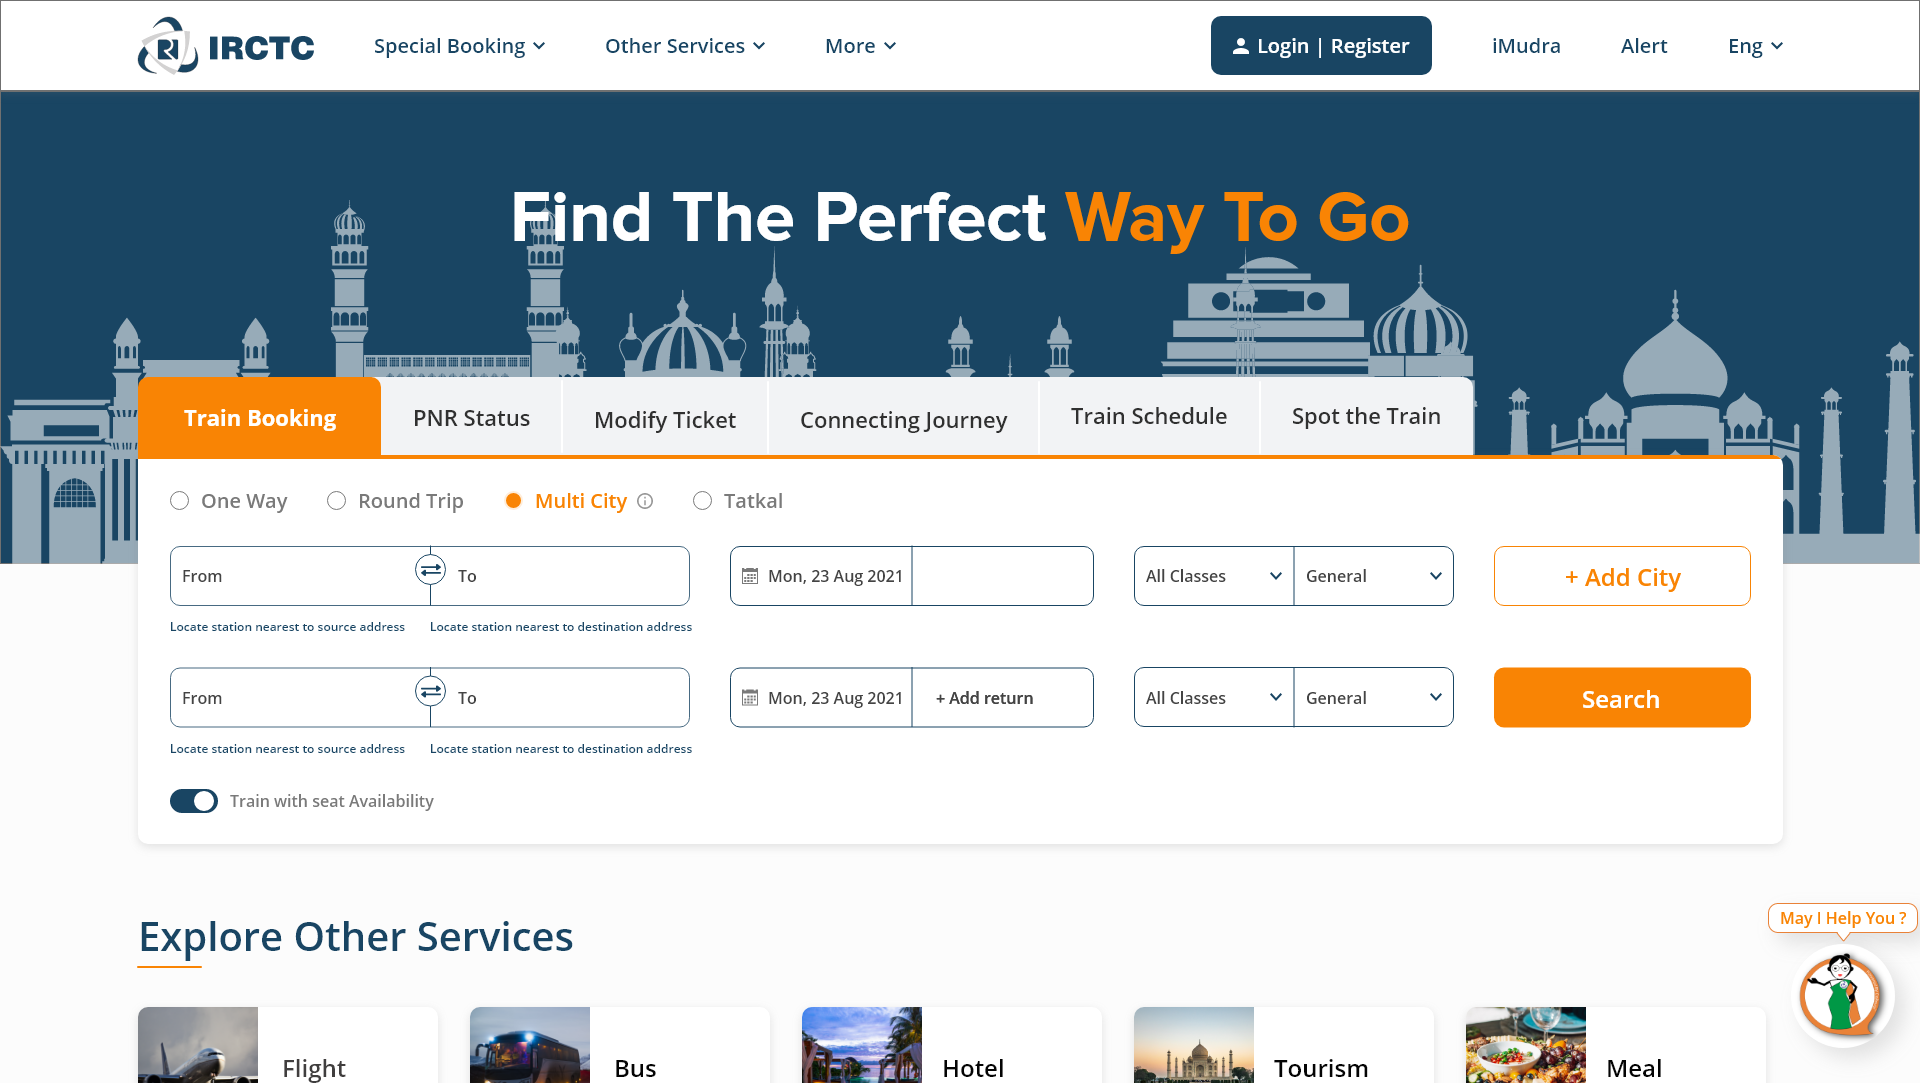 IRCTC Special Booking Other Services More Login | Register iMudra Alert Eng
Find The Perfect Way To Go
Train Booking PNR Status Modify Ticket Connecting Journey Train Schedule Spot the Train
One Way Round Trip Multi City Tatkal
From To Mon, 23 Aug 2021 All Classes General + Add City
Locate station nearest to source address Locate station nearest to destination address
From To Mon, 23 Aug 2021 + Add return All Classes General Search
Locate station nearest to source address Locate station nearest to destination address
Train with seat Availability
Explore Other Services
May I Help You ?
Flight Bus Hotel Tourism Meal